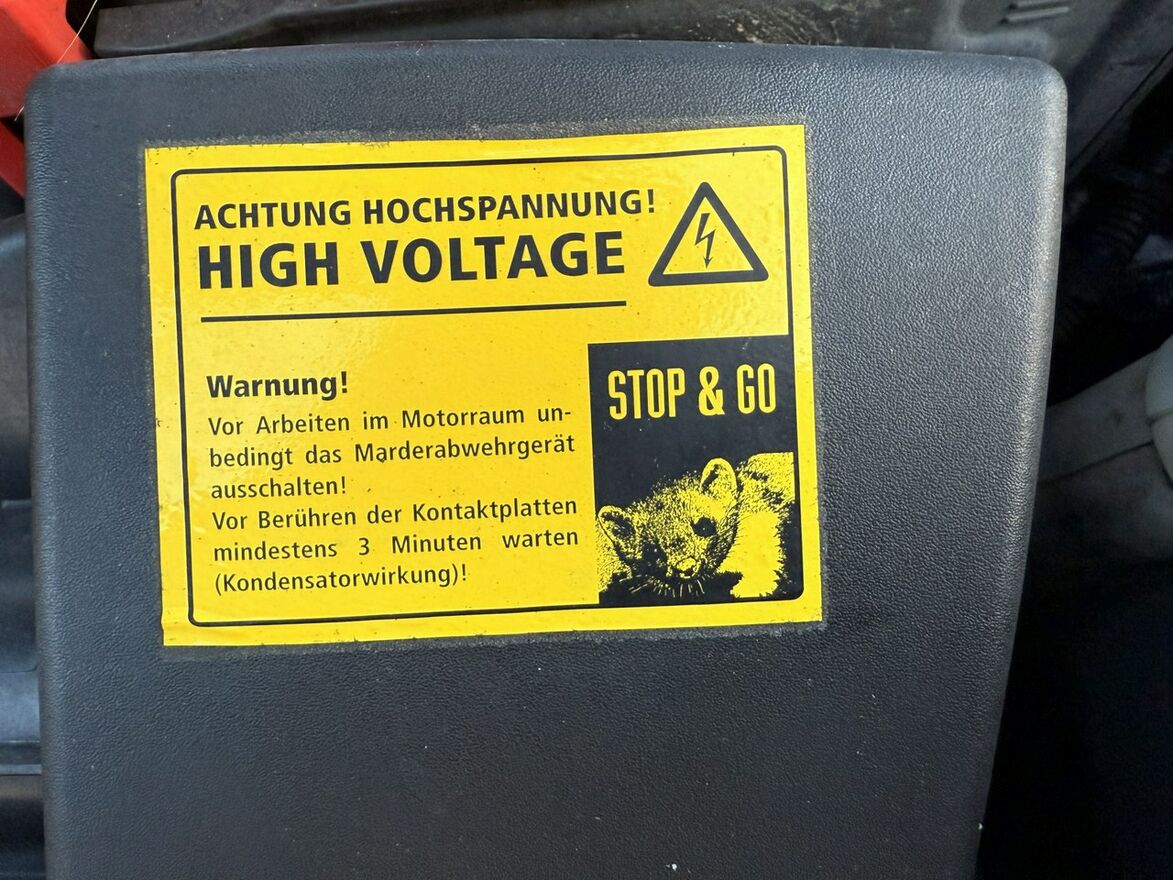 ACHTUNG HOCHSPANNUNG!
HIGH VOLTAGE
Warnung!
Vor Arbeiten im Motorraum un-
bedingt das Marderabwehrgerät
ausschalten!
Vor Berühren der Kontaktplatten
mindestens 3 Minuten warten
(Kondensatorwirkung)!
STOP & GO